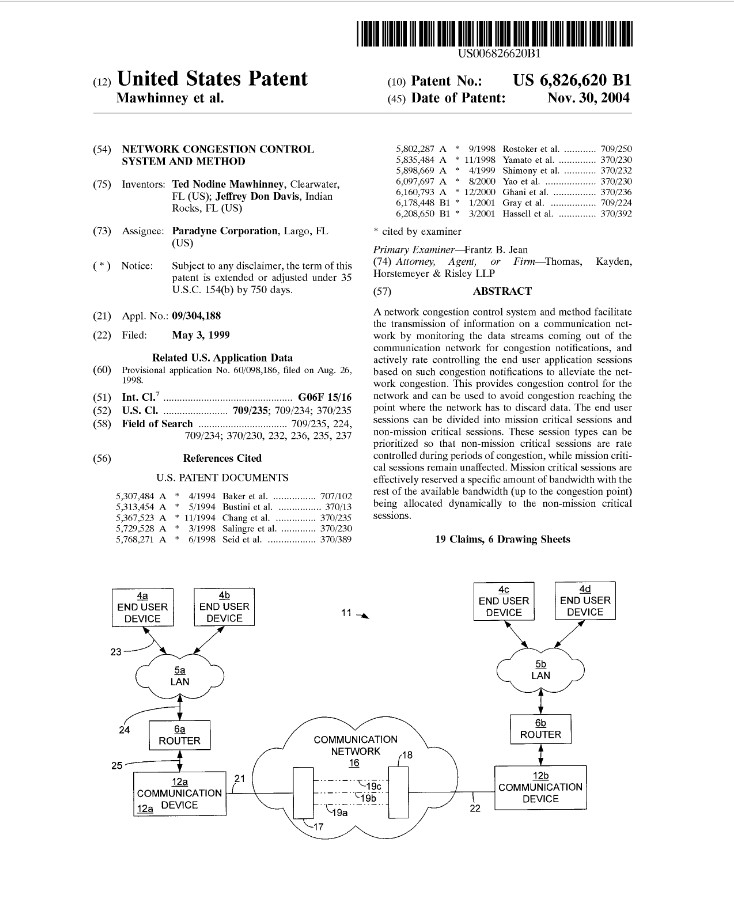 US006826620B1
(12) United States Patent
Mawhinney et al.
(10) Patent No.: US 6,826,620 B1
(45) Date of Patent: Nov. 30, 2004
(54) NETWORK CONGESTION CONTROL
SYSTEM AND METHOD
(75) Inventors: Ted Nodine Mawhinney, Clearwater,
FL (US); Jeffrey Don Davis, Indian
Rocks, FL (US)
(73) Assignee: Paradyne Corporation, Largo, FL
(US)
(*) Notice: Subject to any disclaimer, the term of this
patent is extended or adjusted under 35
U.S.C. 154(b) by 750 days.
(21) Appl. No.: 09/304,188
(22) Filed: May 3, 1999
Related U.S. Application Data
(60) Provisional application No. 60/098,186, filed on Aug. 26,
1998.
(51) Int. Cl.7 ........................................ G06F 15/16
(52) U.S. Cl. ....................... 709/235; 709/234; 370/235
(58) Field of Search ................................ 709/235, 224,
709/234; 370/230, 232, 236, 235, 237
(56) References Cited
U.S. PATENT DOCUMENTS
5,307,484 A * 4/1994 Baker et al. ............... 707/102
5,313,454 A * 5/1994 Bustini et al. ............... 370/13
5,367,523 A * 11/1994 Chang et al. ............... 370/235
5,729,528 A * 3/1998 Salingre et al. ............ 370/230
5,768,271 A * 6/1998 Seid et al. .................. 370/389
5,802,287 A * 9/1998 Rostoker et al. ............ 709/250
5,835,484 A * 11/1998 Yamato et al. .............. 370/230
5,898,669 A * 4/1999 Shimony et al. ............ 370/232
6,097,697 A * 8/2000 Yao et al. .................. 370/230
6,160,793 A * 12/2000 Ghani et al. ............... 370/236
6,178,448 B1 * 1/2001 Gray et al. ................. 709/224
6,208,650 B1 * 3/2001 Hassell et al. .............. 370/392
* cited by examiner
Primary Examiner—Frantz B. Jean
(74) Attorney, Agent, or Firm—Thomas, Kayden,
Horstemeyer & Risley LLP
(57) ABSTRACT
A network congestion control system and method facilitate
the transmission of information on a communication net-
work by monitoring the data streams coming out of the
communication network for congestion notifications, and
actively rate controlling the end user application sessions
based on such congestion notifications to alleviate the net-
work congestion. This provides congestion control for the
network and can be used to avoid congestion reaching the
point where the network has to discard data. The end user
sessions can be divided into mission critical sessions and
non-mission critical sessions. These session types can be
prioritized so that non-mission critical sessions are rate
controlled during periods of congestion, while mission criti-
cal sessions remain unaffected. Mission critical sessions are
effectively reserved a specific amount of bandwidth with the
rest of the available bandwidth (up to the congestion point)
being allocated dynamically to the non-mission critical
sessions.
19 Claims, 6 Drawing Sheets
4a
END USER
DEVICE
4b
END USER
DEVICE
11
4c
END USER
DEVICE
4d
END USER
DEVICE
23
5a
LAN
5b
LAN
24
6a
ROUTER
6b
ROUTER
25
12a
COMMUNICATION
DEVICE
12a
21
COMMUNICATION
NETWORK
16
18
19c
19b
19a
17
22
12b
COMMUNICATION
DEVICE